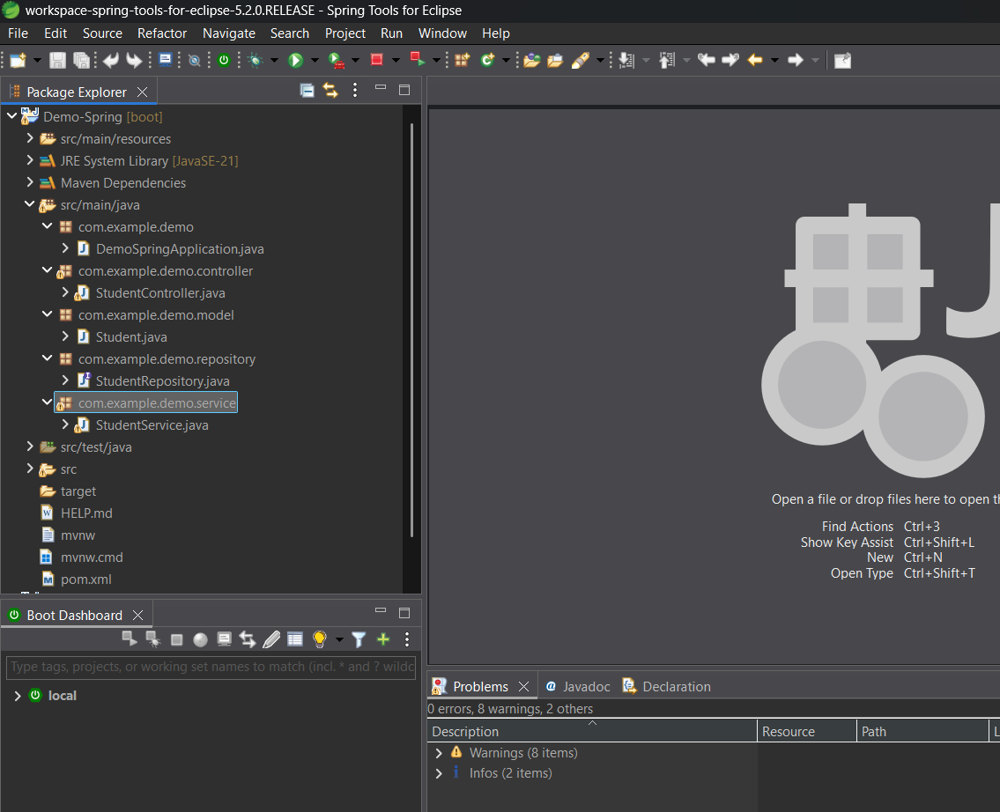 workspace-spring-tools-for-eclipse-5.2.0.RELEASE - Spring Tools for Eclipse
File Edit Source Refactor Navigate Search Project Run Window Help
Package Explorer
Demo-Spring [boot]
src/main/resources
JRE System Library [JavaSE-21]
Maven Dependencies
src/main/java
com.example.demo
DemoSpringApplication.java
com.example.demo.controller
StudentController.java
com.example.demo.model
Student.java
com.example.demo.repository
StudentRepository.java
com.example.demo.service
StudentService.java
src/test/java
src
target
HELP.md
mvnw
mvnw.cmd
pom.xml
Open a file or drop files here to open th
Find Actions Ctrl+3
Show Key Assist Ctrl+Shift+L
New Ctrl+N
Open Type Ctrl+Shift+T
Boot Dashboard
Type tags, projects, or working set names to match (incl. * and ? wildc
local
Problems Javadoc Declaration
0 errors, 8 warnings, 2 others
Description Resource Path L
Warnings (8 items)
Infos (2 items)